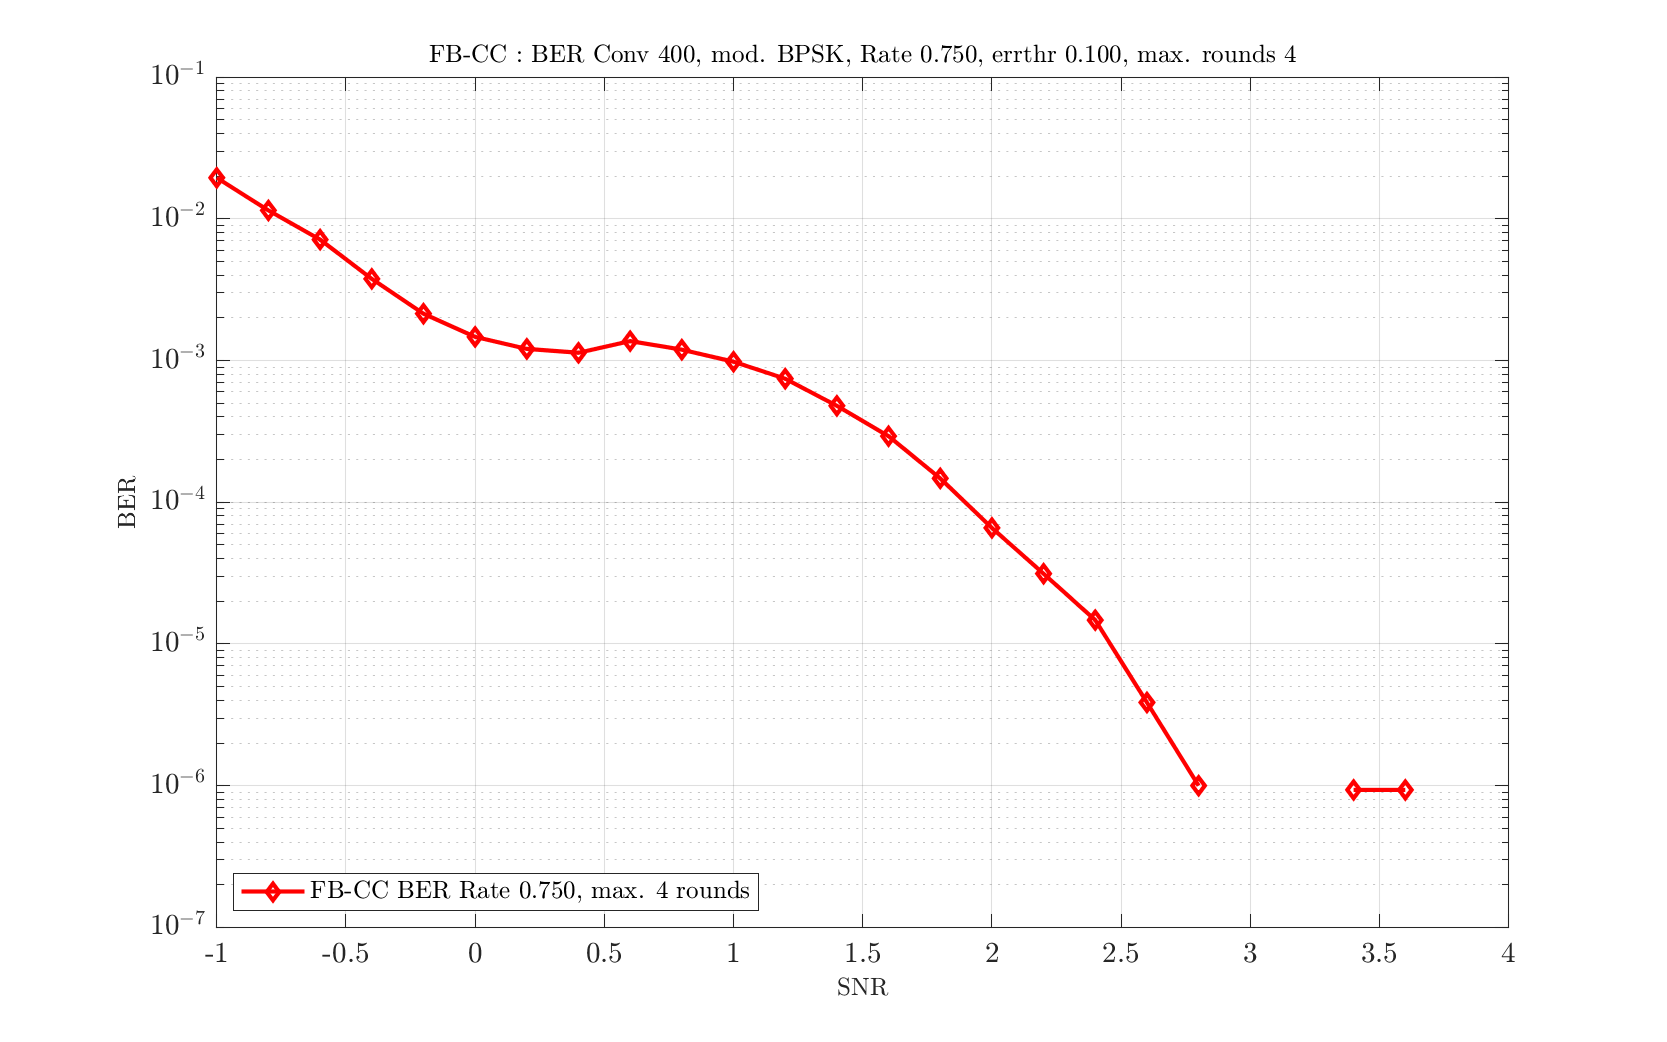 FB-CC : BER Conv 400, mod. BPSK, Rate 0.750, errthr 0.100, max. rounds 4
10⁻¹
10⁻²
10⁻³
10⁻⁴
10⁻⁵
10⁻⁶
10⁻⁷
BER
FB-CC BER Rate 0.750, max. 4 rounds
-1 -0.5 0 0.5 1 1.5 2 2.5 3 3.5 4
SNR